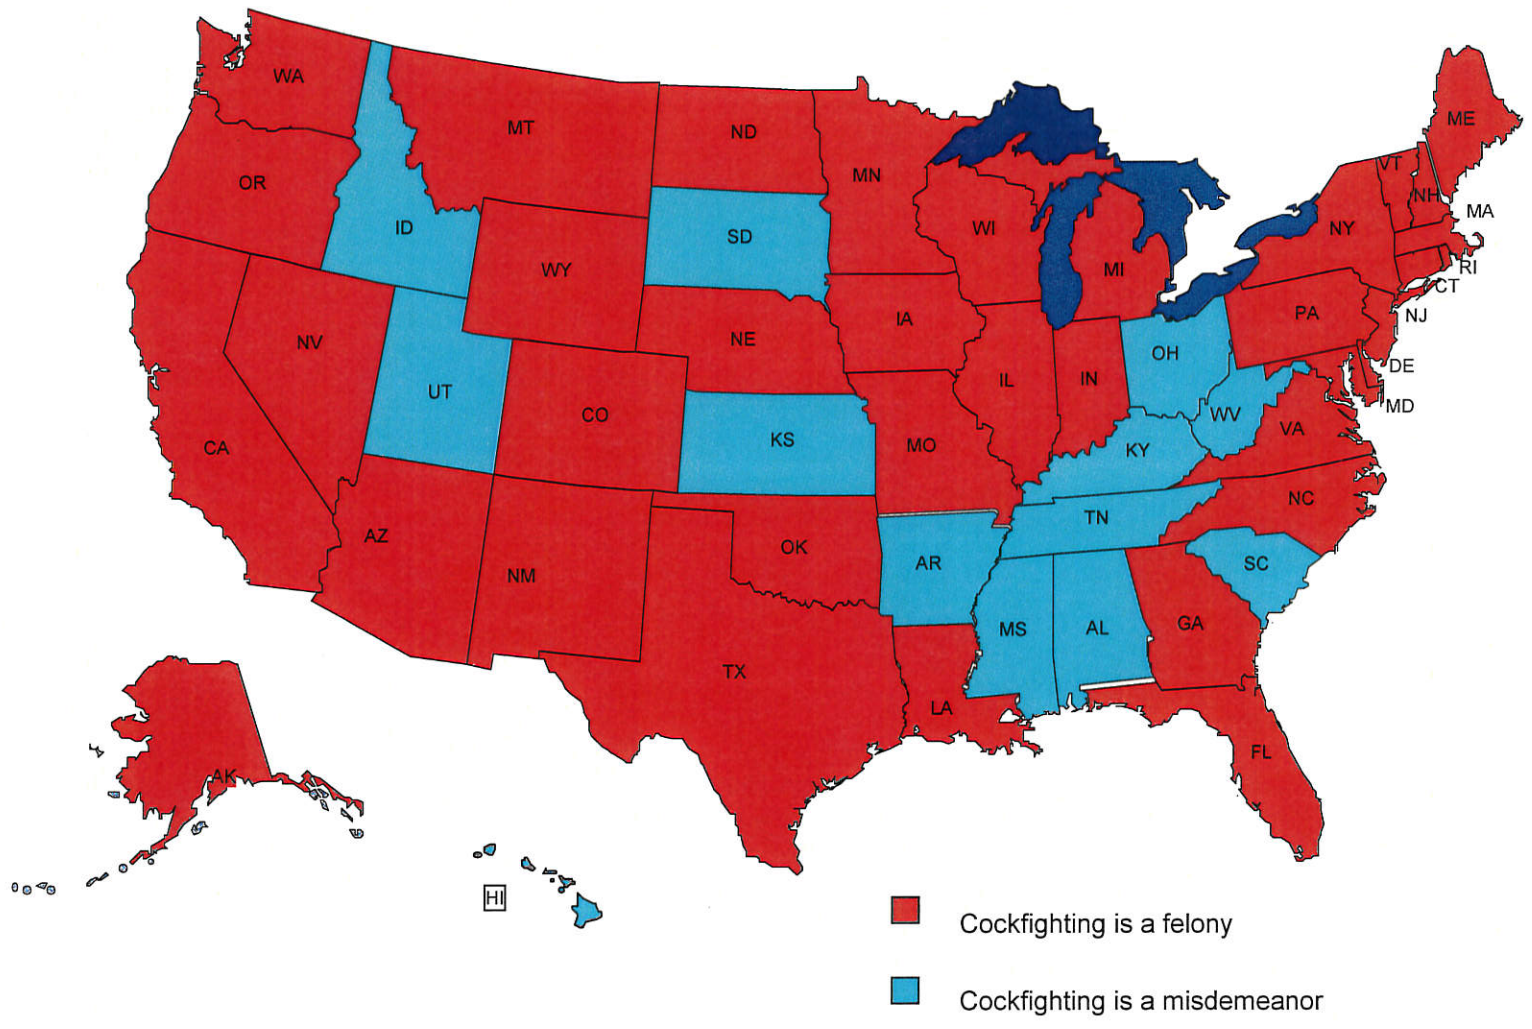 WA
MT
ND
MN
ME
VT
NH
MA
OR
ID
SD
WI
NY
WY
MI
RI
CT
NV
NE
IA
PA
NJ
UT
CO
KS
IL
IN
OH
DE
MD
CA
MO
WV
KY
VA
AZ
NM
OK
AR
TN
NC
SC
TX
LA
MS
AL
GA
FL
AK
HI
Cockfighting is a felony
Cockfighting is a misdemeanor